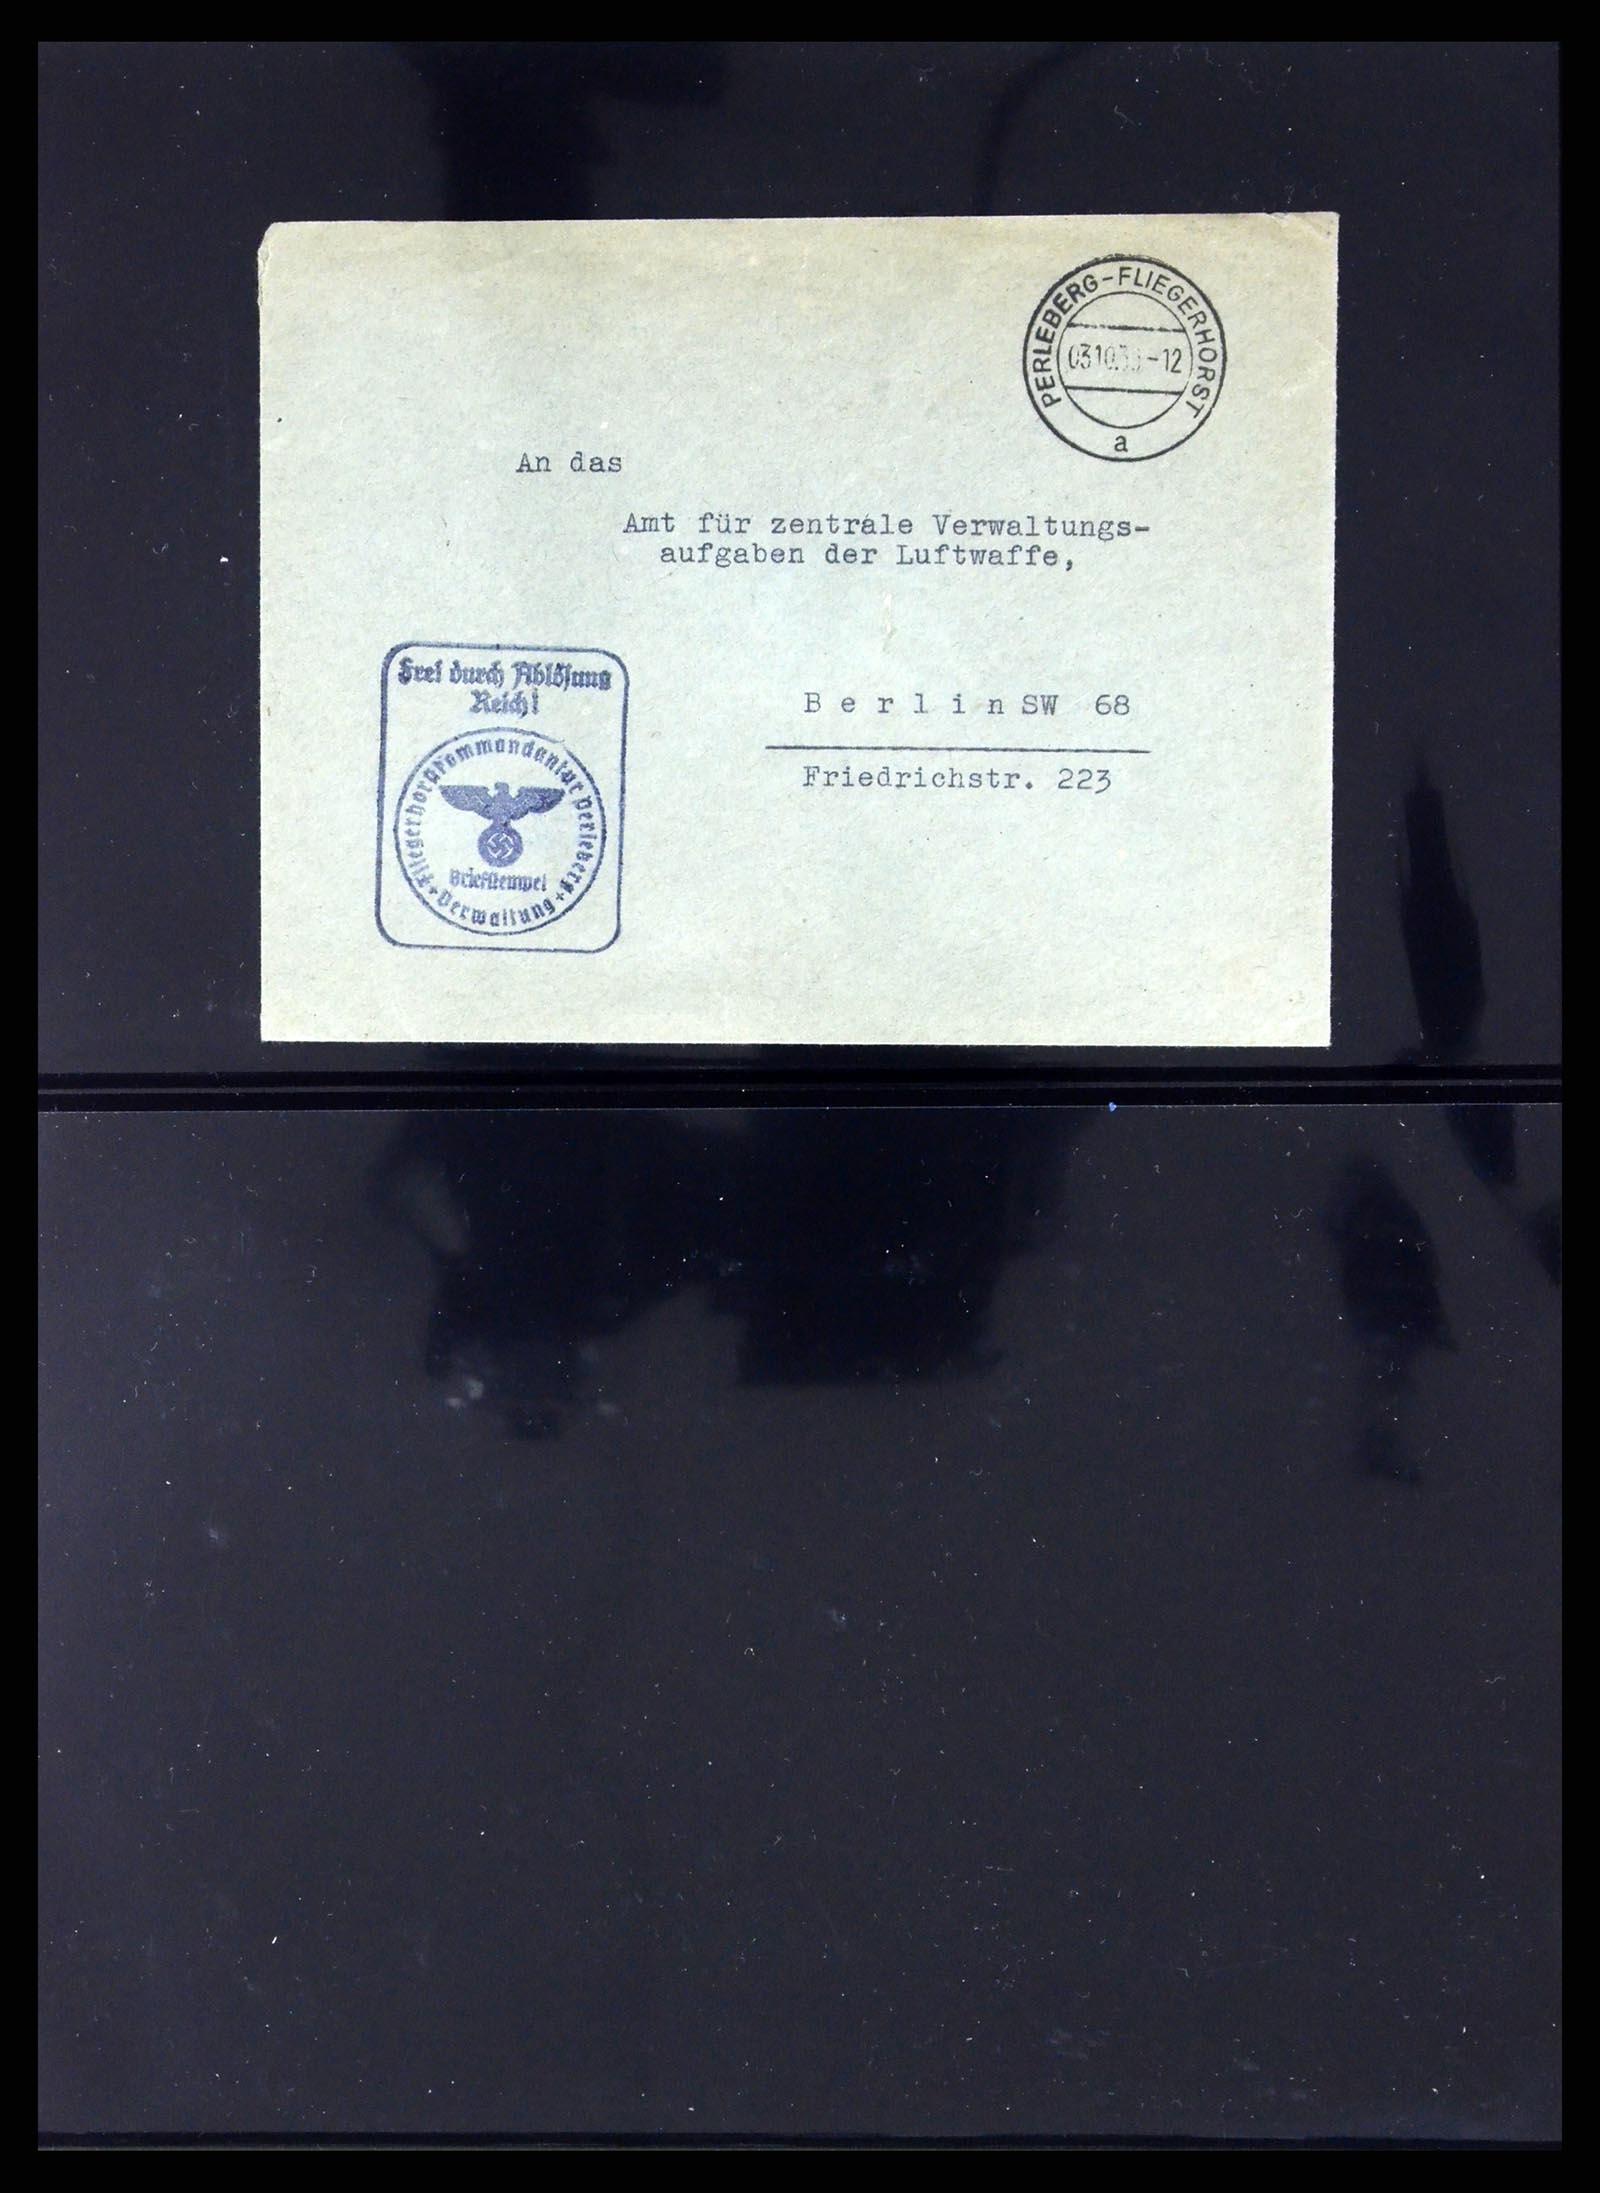 PERLEBERG-FLIEGERHORST
-12
a
An das
Amt für zentrale Verwaltungs-
aufgaben der Luftwaffe,
Frei durch Ablösung
Reich!
Fliegerhorstkommandantur Perleberg
Briefstempel
+Verwaltung+
B e r l i n SW 68
Friedrichstr. 223